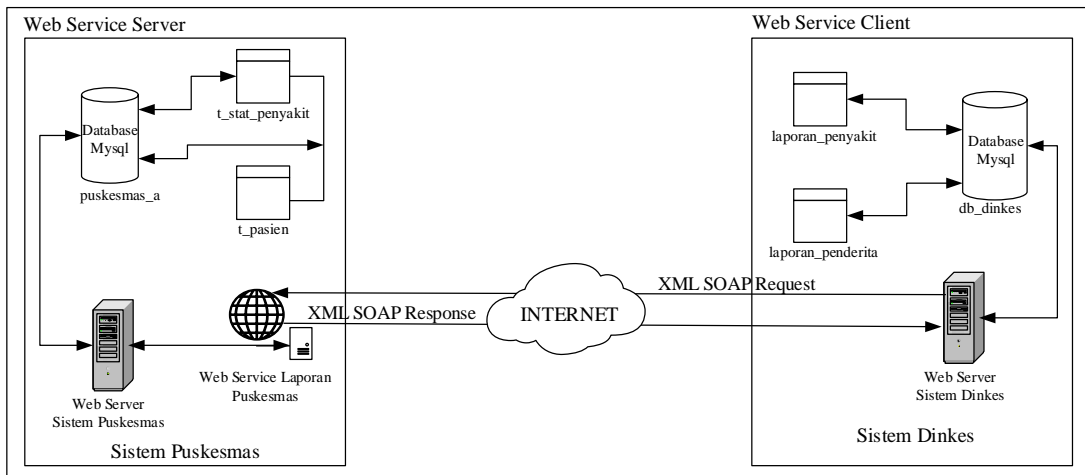 Web Service Server
Database
Mysql
puskesmas_a
t_stat_penyakit
t_pasien
Web Server
Sistem Puskesmas
Web Service Laporan
Puskesmas
Sistem Puskesmas
XML SOAP Response
INTERNET
XML SOAP Request
Web Service Client
laporan_penyakit
laporan_penderita
Database
Mysql
db_dinkes
Web Server
Sistem Dinkes
Sistem Dinkes